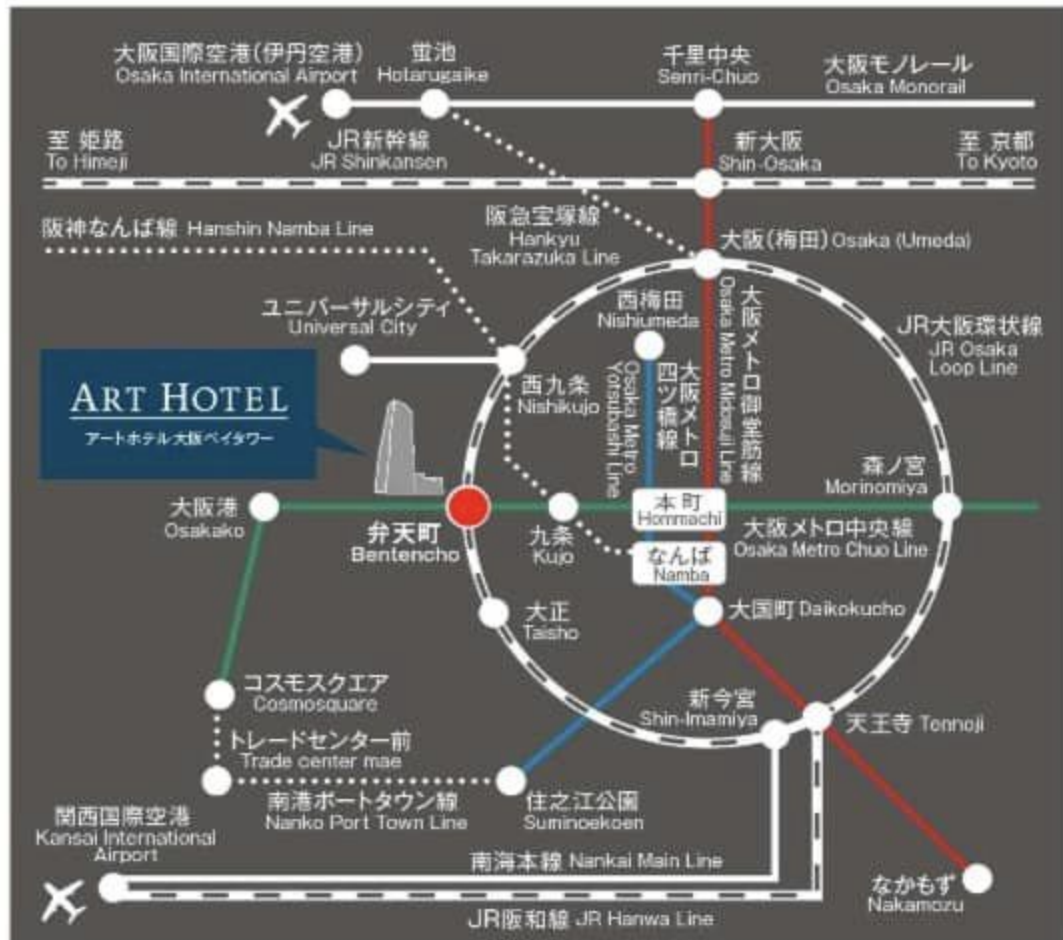 大阪国際空港(伊丹空港)
Osaka International Airport
蛍池
Hotarugaike
千里中央
Senri-Chuo
大阪モノレール
Osaka Monorail
至 姫路
To Himeji
JR新幹線
JR Shinkansen
新大阪
Shin-Osaka
至 京都
To Kyoto
阪神なんば線 Hanshin Namba Line
阪急宝塚線
Hankyu
Takarazuka Line
大阪(梅田) Osaka (Umeda)
ユニバーサルシティ
Universal City
西梅田
Nishiumeda
大阪メトロ御堂筋線
Osaka Metro Midosuji Line
JR大阪環状線
JR Osaka
Loop Line
ART HOTEL
アートホテル大阪ベイタワー
西九条
Nishikujo
大阪メトロ
四ツ橋線
Osaka Metro
Yotsubashi Line
森ノ宮
Morinomiya
大阪港
Osakako
弁天町
Bentencho
九条
Kujo
本町
Hommachi
大阪メトロ中央線
Osaka Metro Chuo Line
なんば
Namba
大正
Taisho
大国町 Daikokucho
コスモスクエア
Cosmosquare
新今宮
Shin-Imamiya
天王寺 Tennoji
トレードセンター前
Trade center mae
南港ポートタウン線
Nanko Port Town Line
住之江公園
Suminoekoen
関西国際空港
Kansai International
Airport
南海本線 Nankai Main Line
JR阪和線 JR Hanwa Line
なかもず
Nakamozu